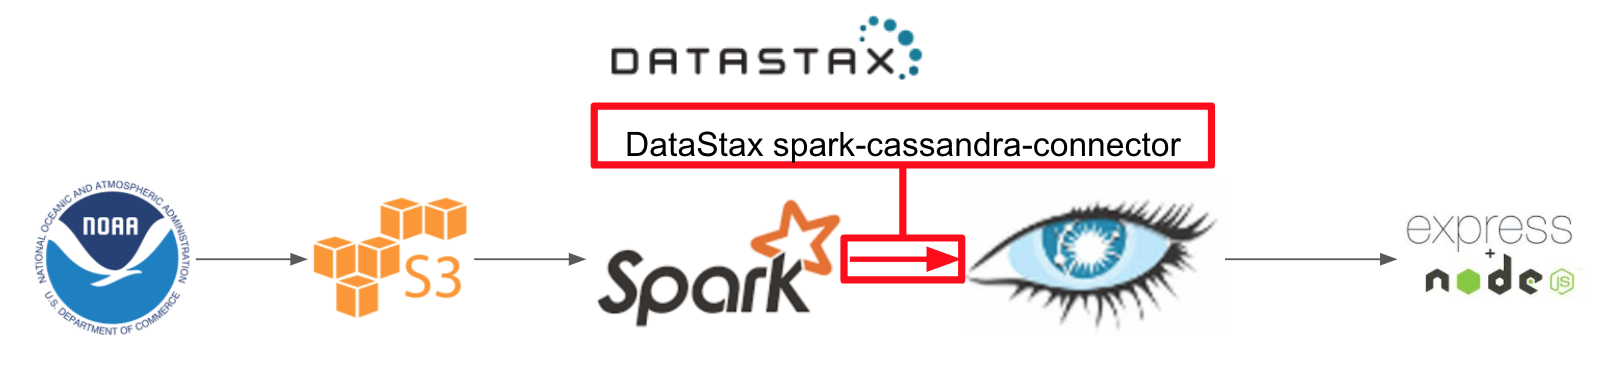 DATASTAX
DataStax spark-cassandra-connector
NATIONAL OCEANIC AND ATMOSPHERIC ADMINISTRATION
NOAA
U.S. DEPARTMENT OF COMMERCE
S3
Spark
express
+
node
JS